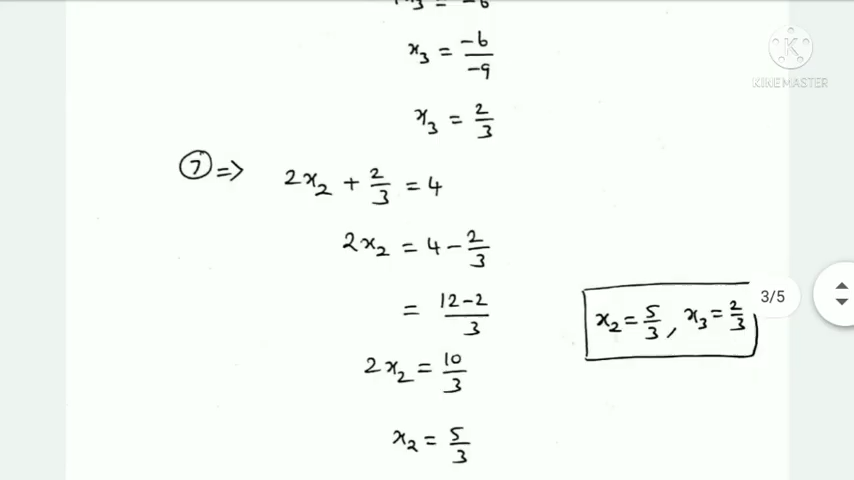 x₃ = -6/-9
KINEMASTER
x₃ = 2/3
⑦ => 2x₂ + 2/3 = 4
2x₂ = 4 - 2/3
= 12-2/3
3/5
x₂ = 5/3, x₃ = 2/3
2x₂ = 10/3
x₂ = 5/3